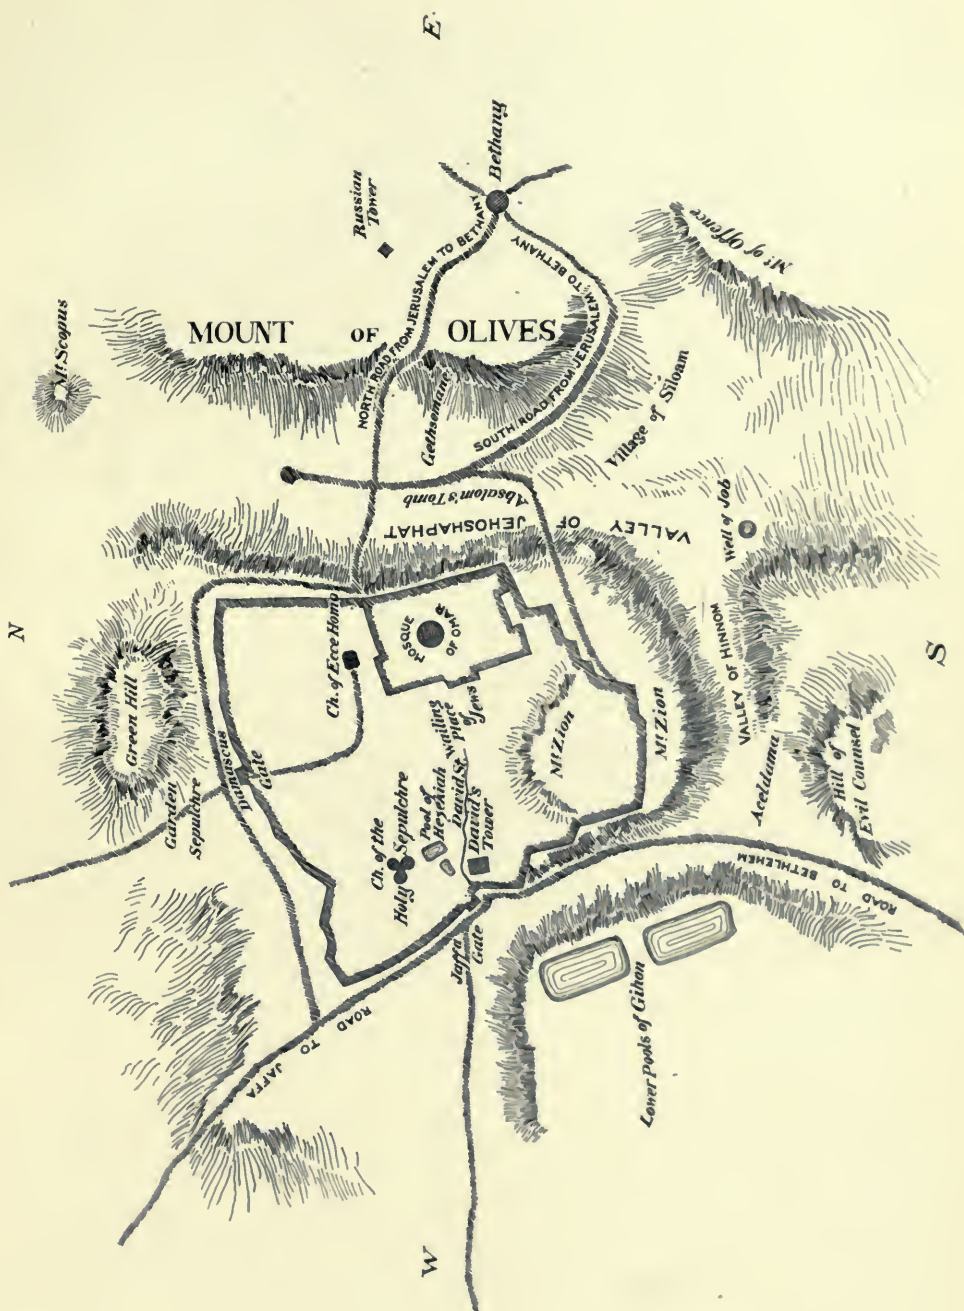 E
Bethany
Russian
Tower
Mt. Scopus
MOUNT OF OLIVES
NORTH ROAD FROM JERUSALEM TO BETHANY
SOUTH ROAD FROM JERUSALEM TO BETHANY
Mt. of Offence
Gethsemane
Village of Siloam
Absalom's Tomb
VALLEY OF JEHOSHAPHAT
Well of Job
N
Green Hill
Ch. of Ecce Homo
MOSQUE
OF OMAR
Wailing
Place
of
Jews
VALLEY OF HINNOM
S
Garden
Sepulchre
Damascus
Gate
Mt. Zion
Mt. Zion
Aceldama
Hill of
Evil Counsel
Ch. of the
Holy Sepulchre
Pool of
Hezekiah
David St.
David's
Tower
Jaffa
Gate
ROAD TO BETHLEHEM
ROAD TO JAFFA
Lower Pools of Gihon
W